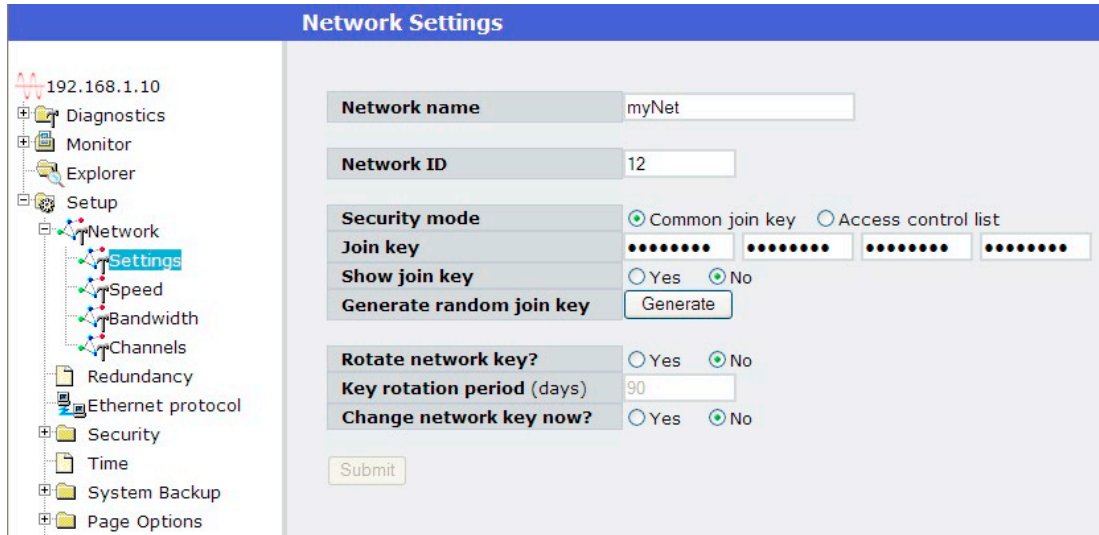 Network Settings
192.168.1.10
Diagnostics
Monitor
Explorer
Setup
Network
Settings
Speed
Bandwidth
Channels
Redundancy
Ethernet protocol
Security
Time
System Backup
Page Options
Network name myNet
Network ID 12
Security mode Common join key Access control list
Join key •••••••• •••••••• •••••••• ••••••••
Show join key Yes No
Generate random join key Generate
Rotate network key? Yes No
Key rotation period (days) 90
Change network key now? Yes No
Submit